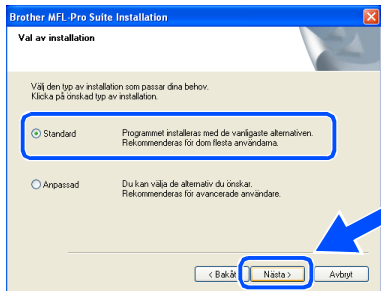 Brother MFL-Pro Suite Installation
Val av installation
Välj den typ av installation som passar dina behov.
Klicka på önskad typ av installation.
Standard
Programmet installeras med de vanligaste alternativen.
Rekommenderas för dom flesta användarna.
Anpassad
Du kan välja de alternativ du önskar.
Rekommenderas för avancerade användare.
< Bakåt
Nästa >
Avbryt